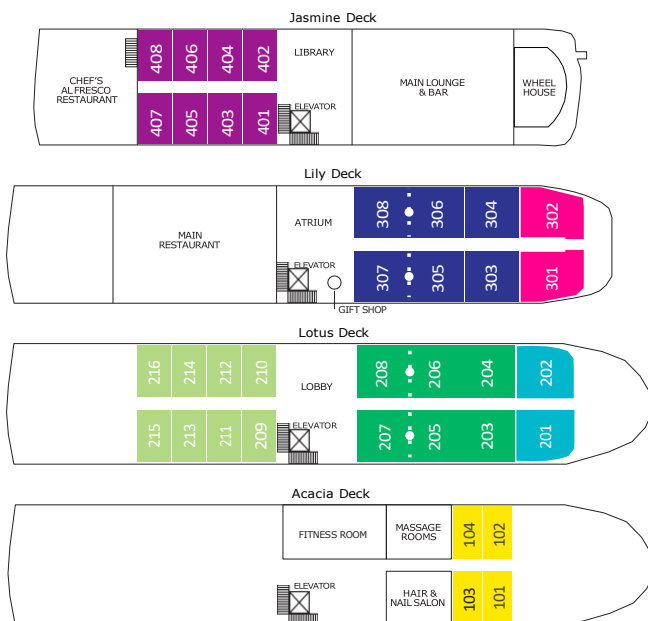 Jasmine Deck
408 406 404 402
LIBRARY
CHEF'S
AL FRESCO
RESTAURANT
MAIN LOUNGE
& BAR
WHEEL
HOUSE
ELEVATOR
407 405 403 401
Lily Deck
308 306 304 302
ATRIUM
MAIN
RESTAURANT
ELEVATOR
307 305 303 301
GIFT SHOP
Lotus Deck
216 214 212 210
LOBBY
208 206 204 202
ELEVATOR
215 213 211 209
207 205 203 201
Acacia Deck
FITNESS ROOM
MASSAGE
ROOMS
104 102
ELEVATOR
HAIR &
NAIL SALON
103 101